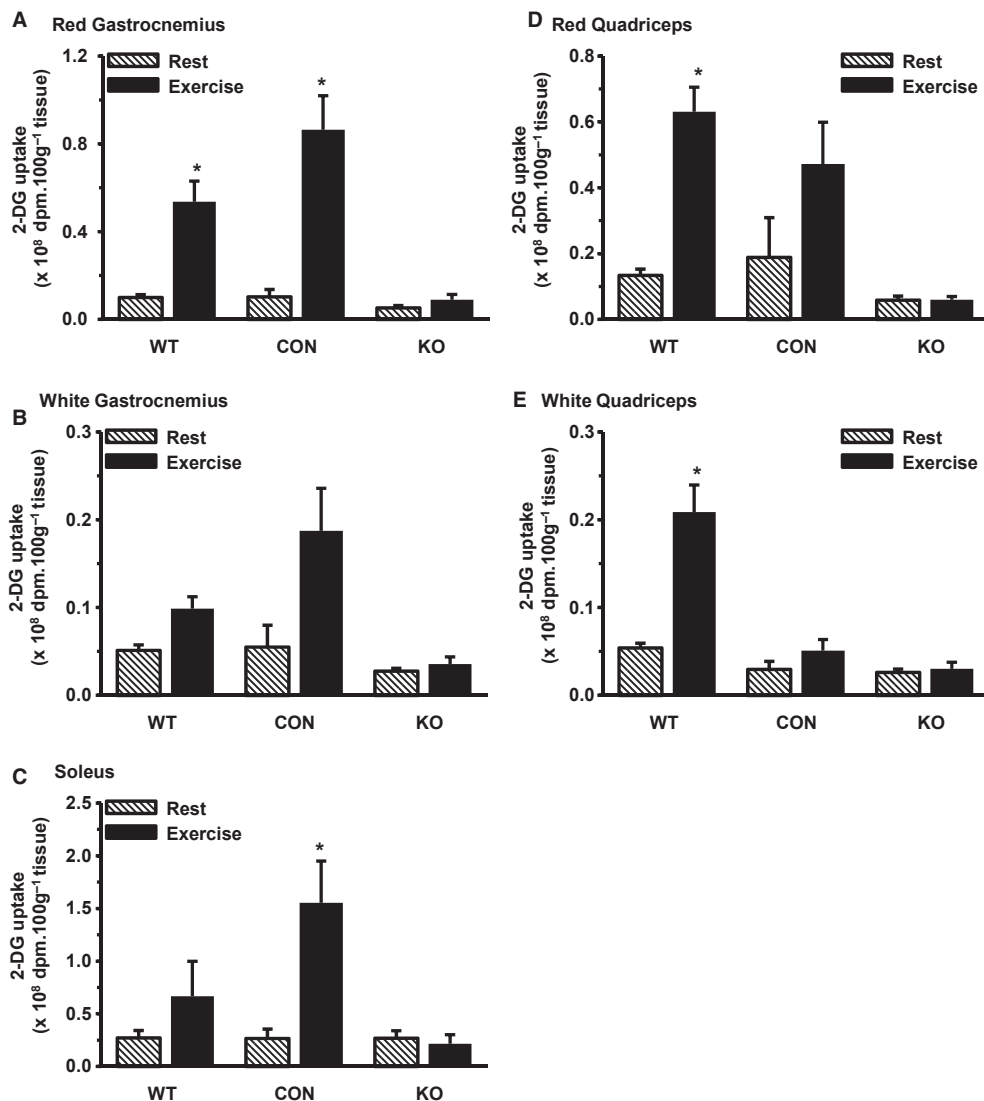 A Red Gastrocnemius
Rest
Exercise
2-DG uptake
(x 10⁸ dpm.100g⁻¹ tissue)
1.2
0.8
0.4
0.0
*
*
WT CON KO
D Red Quadriceps
Rest
Exercise
2-DG uptake
(x 10⁸ dpm.100g⁻¹ tissue)
0.8
0.6
0.4
0.2
0.0
*
WT CON KO
B White Gastrocnemius
Rest
Exercise
2-DG uptake
(x 10⁸ dpm.100g⁻¹ tissue)
0.3
0.2
0.1
0.0
WT CON KO
E White Quadriceps
Rest
Exercise
2-DG uptake
(x 10⁸ dpm.100g⁻¹ tissue)
0.3
0.2
0.1
0.0
*
WT CON KO
C Soleus
Rest
Exercise
2-DG uptake
(x 10⁸ dpm.100g⁻¹ tissue)
2.5
2.0
1.5
1.0
0.5
0.0
*
WT CON KO